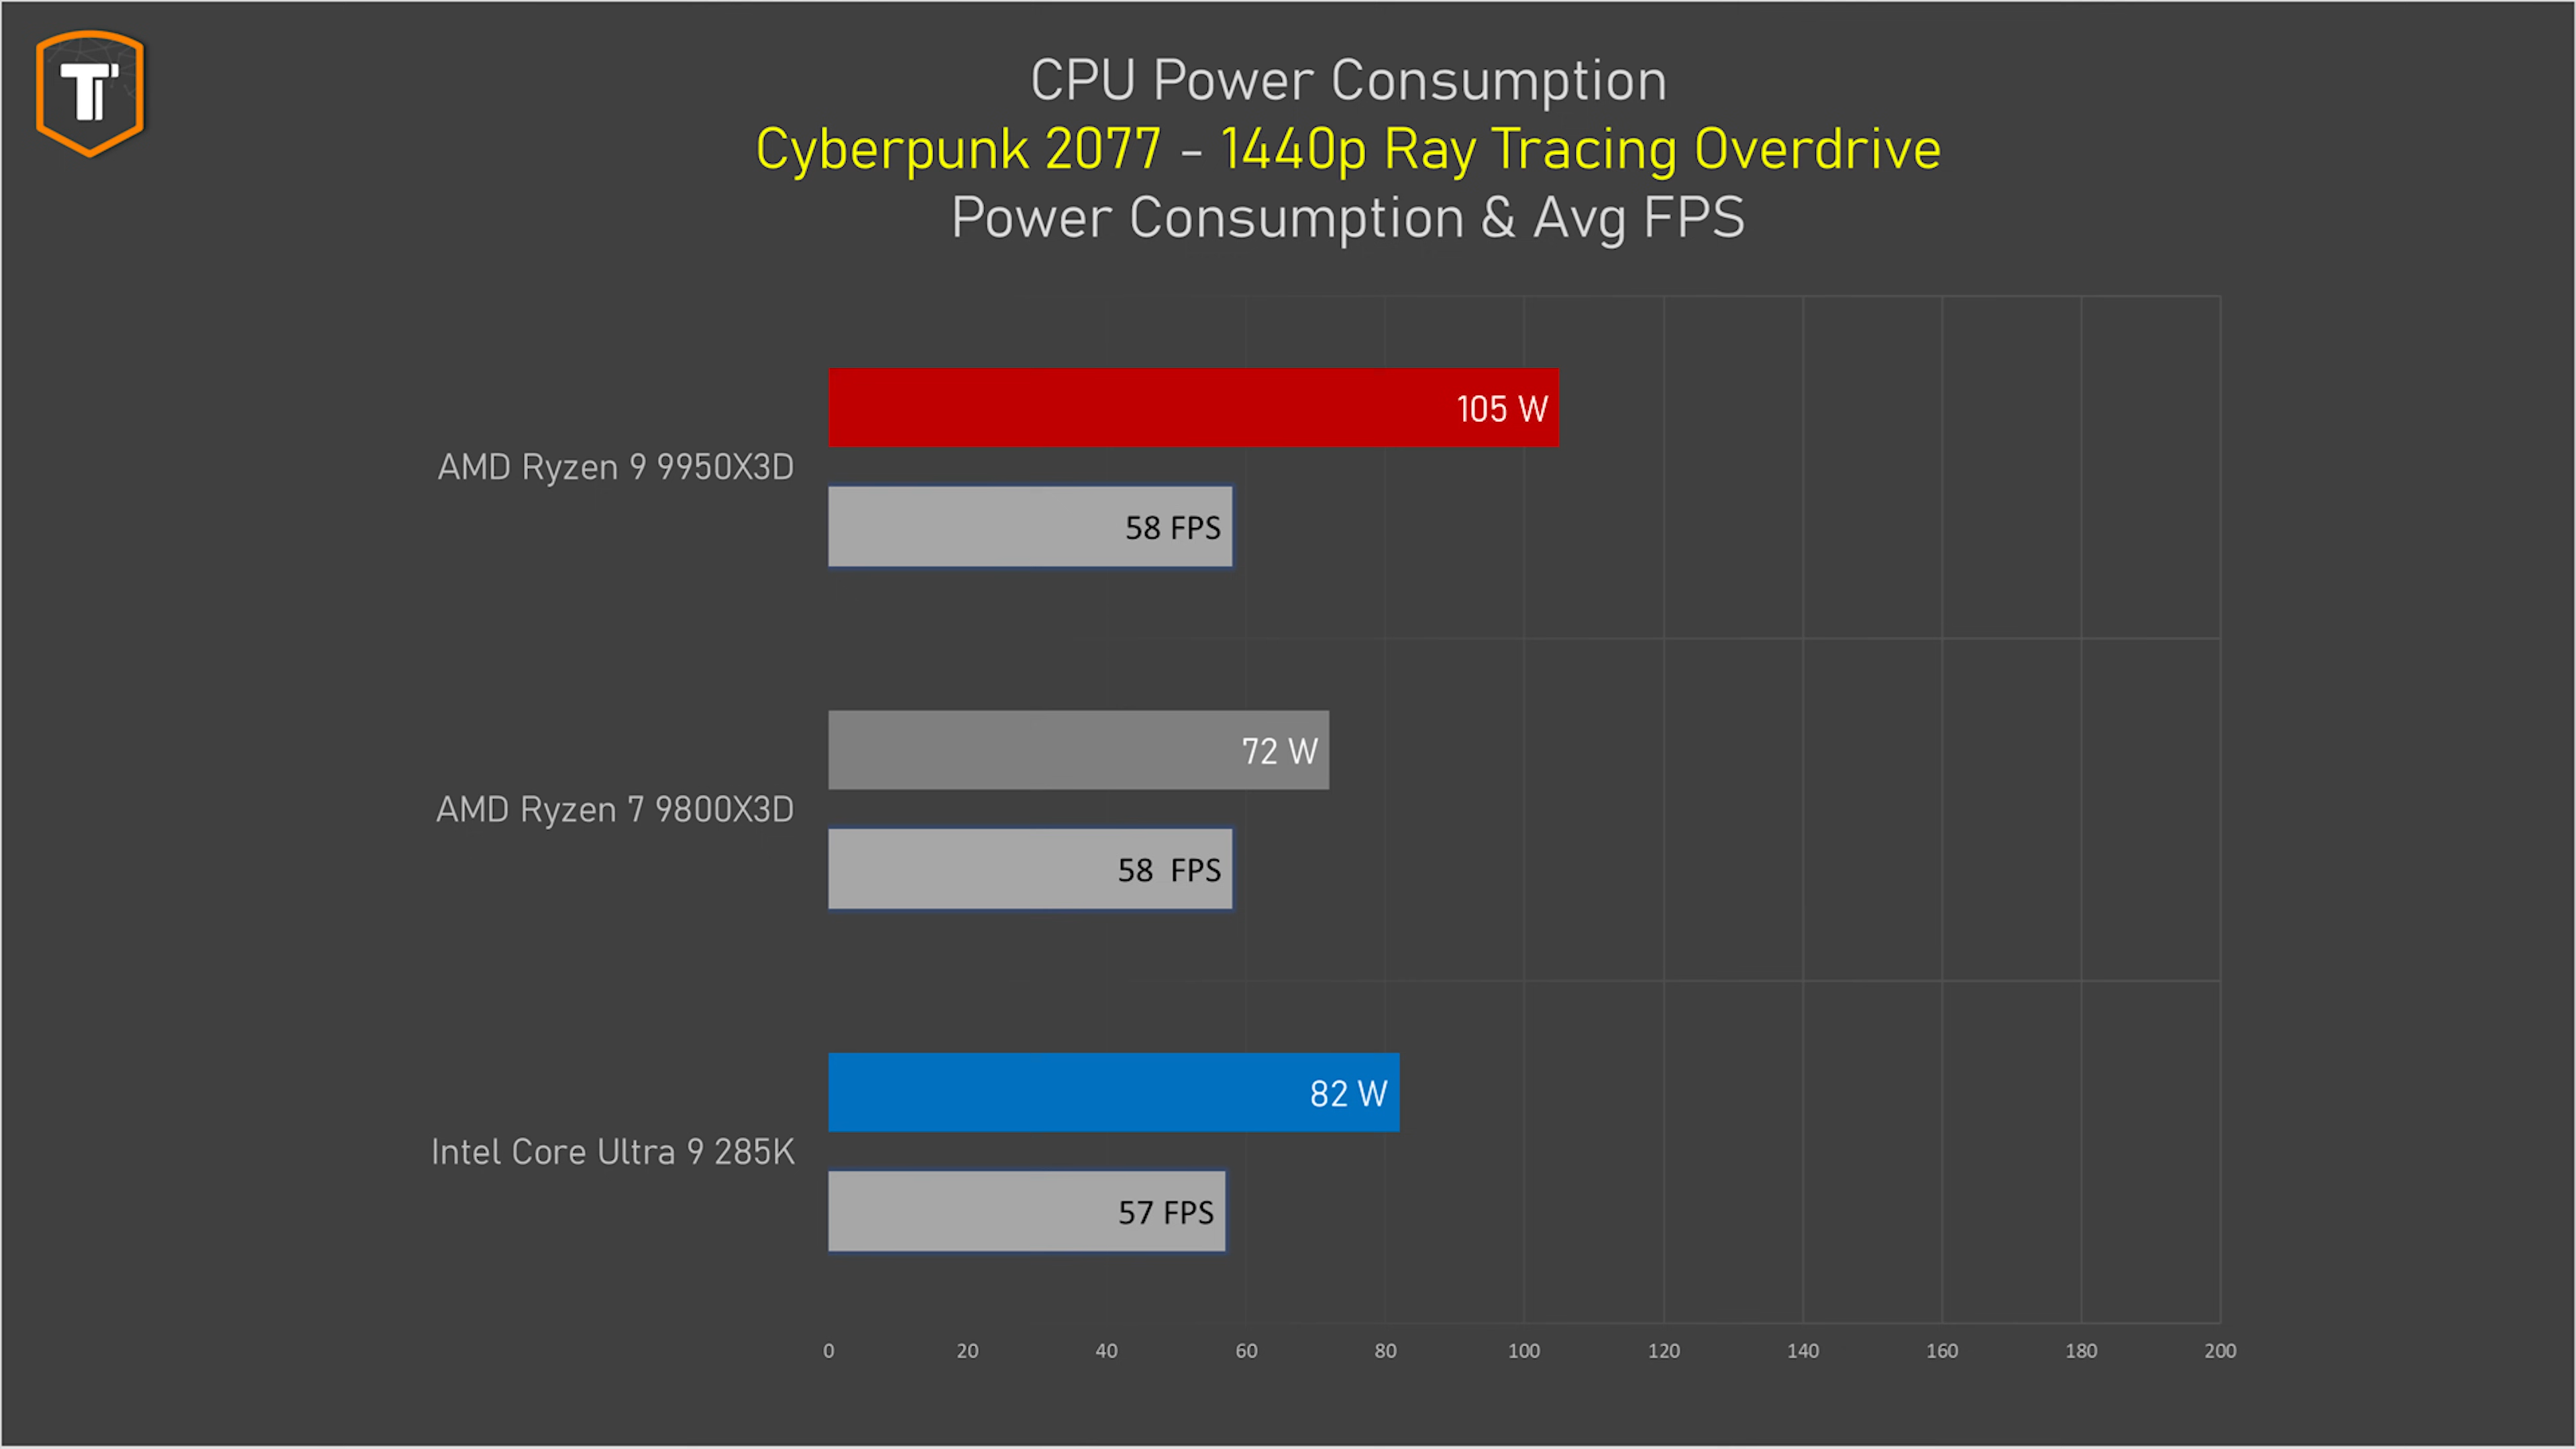 T
CPU Power Consumption
Cyberpunk 2077 - 1440p Ray Tracing Overdrive
Power Consumption & Avg FPS
105 W
AMD Ryzen 9 9950X3D
58 FPS
72 W
AMD Ryzen 7 9800X3D
58  FPS
82 W
Intel Core Ultra 9 285K
57 FPS
0 20 40 60 80 100 120 140 160 180 200